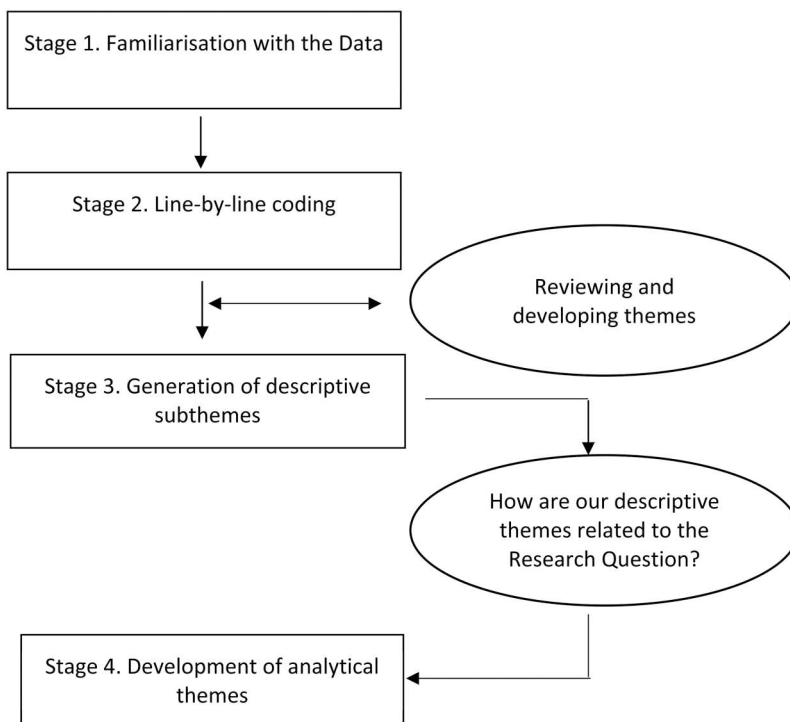 Stage 1. Familiarisation with the Data
Stage 2. Line-by-line coding
Reviewing and
developing themes
Stage 3. Generation of descriptive
subthemes
How are our descriptive
themes related to the
Research Question?
Stage 4. Development of analytical
themes